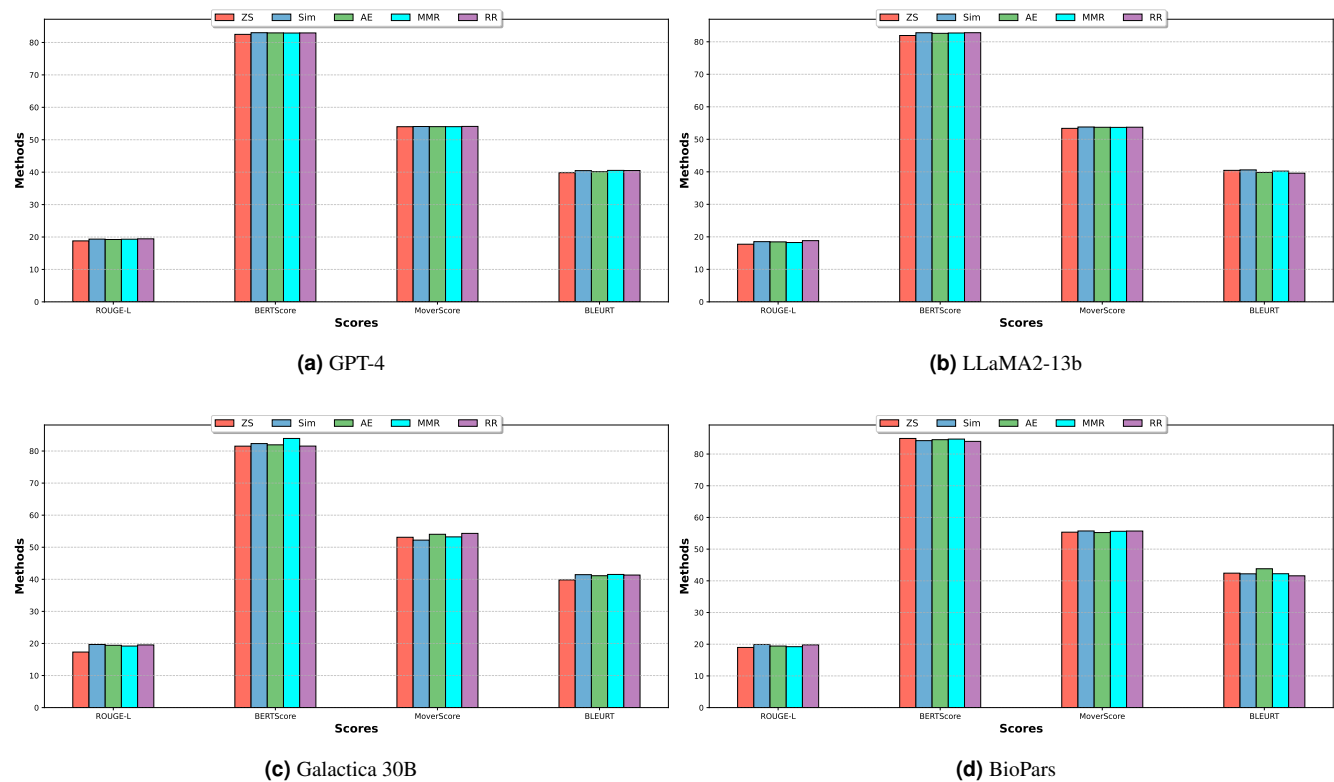 ZS Sim AE MMR RR
80
70
60
50
40
30
20
10
0
Methods
ROUGE-L BERTScore MoverScore BLEURT
Scores
(a) GPT-4
ZS Sim AE MMR RR
80
70
60
50
40
30
20
10
0
Methods
ROUGE-L BERTScore MoverScore BLEURT
Scores
(b) LLaMA2-13b
ZS Sim AE MMR RR
80
70
60
50
40
30
20
10
0
Methods
ROUGE-L BERTScore MoverScore BLEURT
Scores
(c) Galactica 30B
ZS Sim AE MMR RR
80
70
60
50
40
30
20
10
0
Methods
ROUGE-L BERTScore MoverScore BLEURT
Scores
(d) BioPars